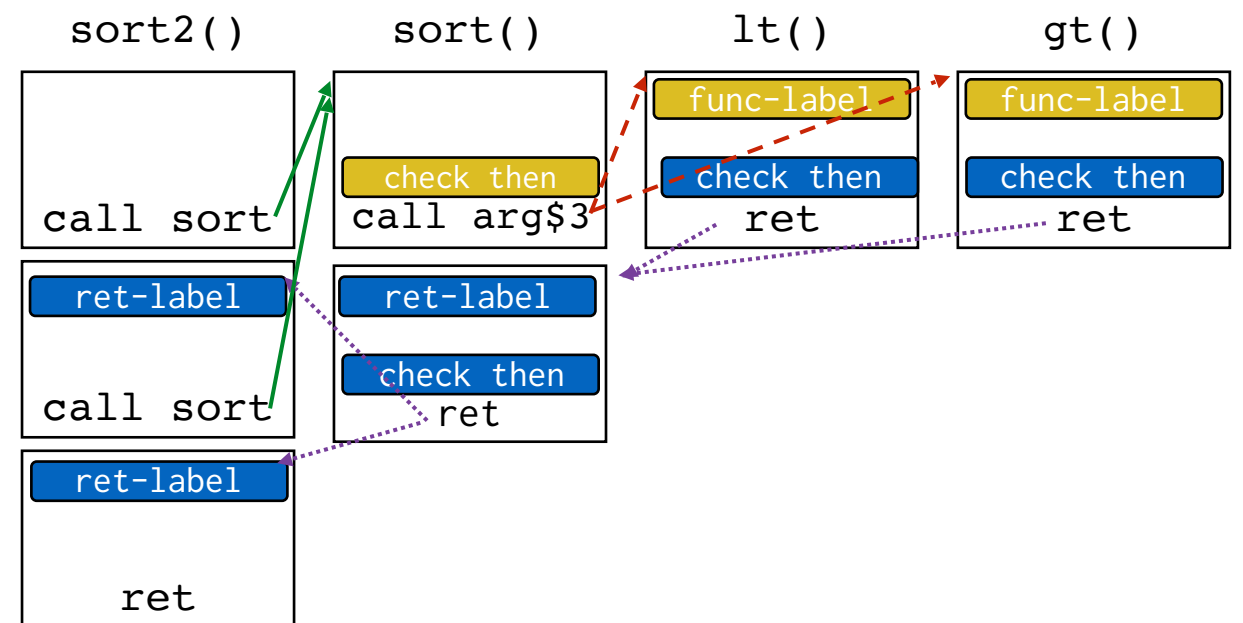 sort2()
sort()
lt()
gt()
call sort
ret-label
call sort
ret-label
ret
check then
call arg$3
ret-label
check then
ret
func-label
check then
ret
func-label
check then
ret